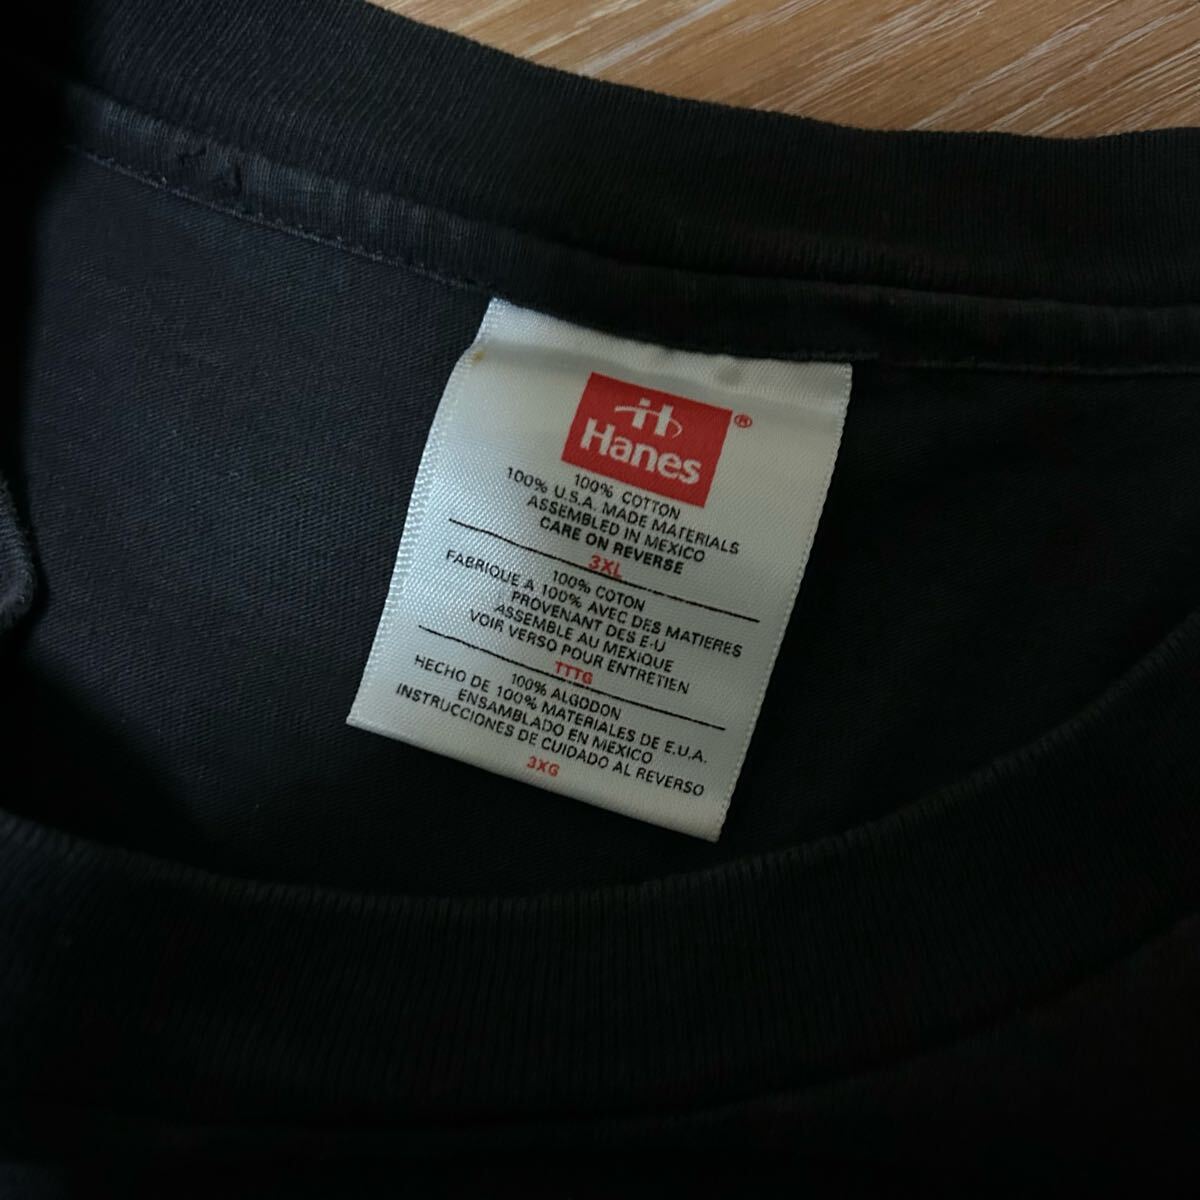 Hanes ®
100% COTTON
100% U.S.A. MADE MATERIALS
ASSEMBLED IN MEXICO
CARE ON REVERSE
3XL
100% COTON
FABRIQUE A 100% AVEC DES MATIERES
PROVENANT DES E-U
ASSEMBLE AU MEXIQUE
VOIR VERSO POUR ENTRETIEN
TTTG
100% ALGODON
HECHO DE 100% MATERIALES DE E.U.A.
ENSAMBLADO EN MEXICO
INSTRUCCIONES DE CUIDADO AL REVERSO
3XG